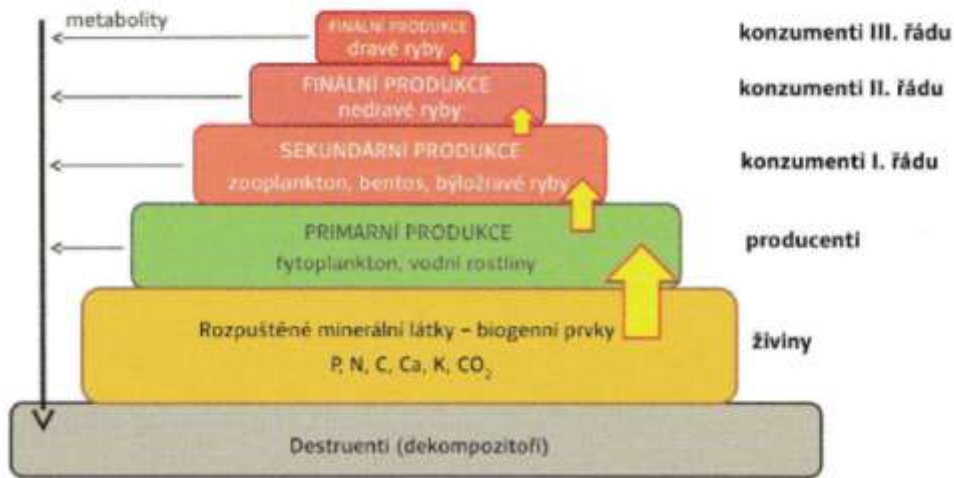 metabolity
FINÁLNÍ PRODUKCE
dravé ryby
konzumenti III. řádu
FINÁLNÍ PRODUKCE
nedravé ryby
konzumenti II. řádu
SEKUNDÁRNÍ PRODUKCE
zooplankton, bentos, býložravé ryby
konzumenti I. řádu
PRIMÁRNÍ PRODUKCE
fytoplankton, vodní rostliny
producenti
Rozpuštěné minerální látky – biogenní prvky
P, N, C, Ca, K, CO₂
živiny
Destruenti (dekompozitoři)